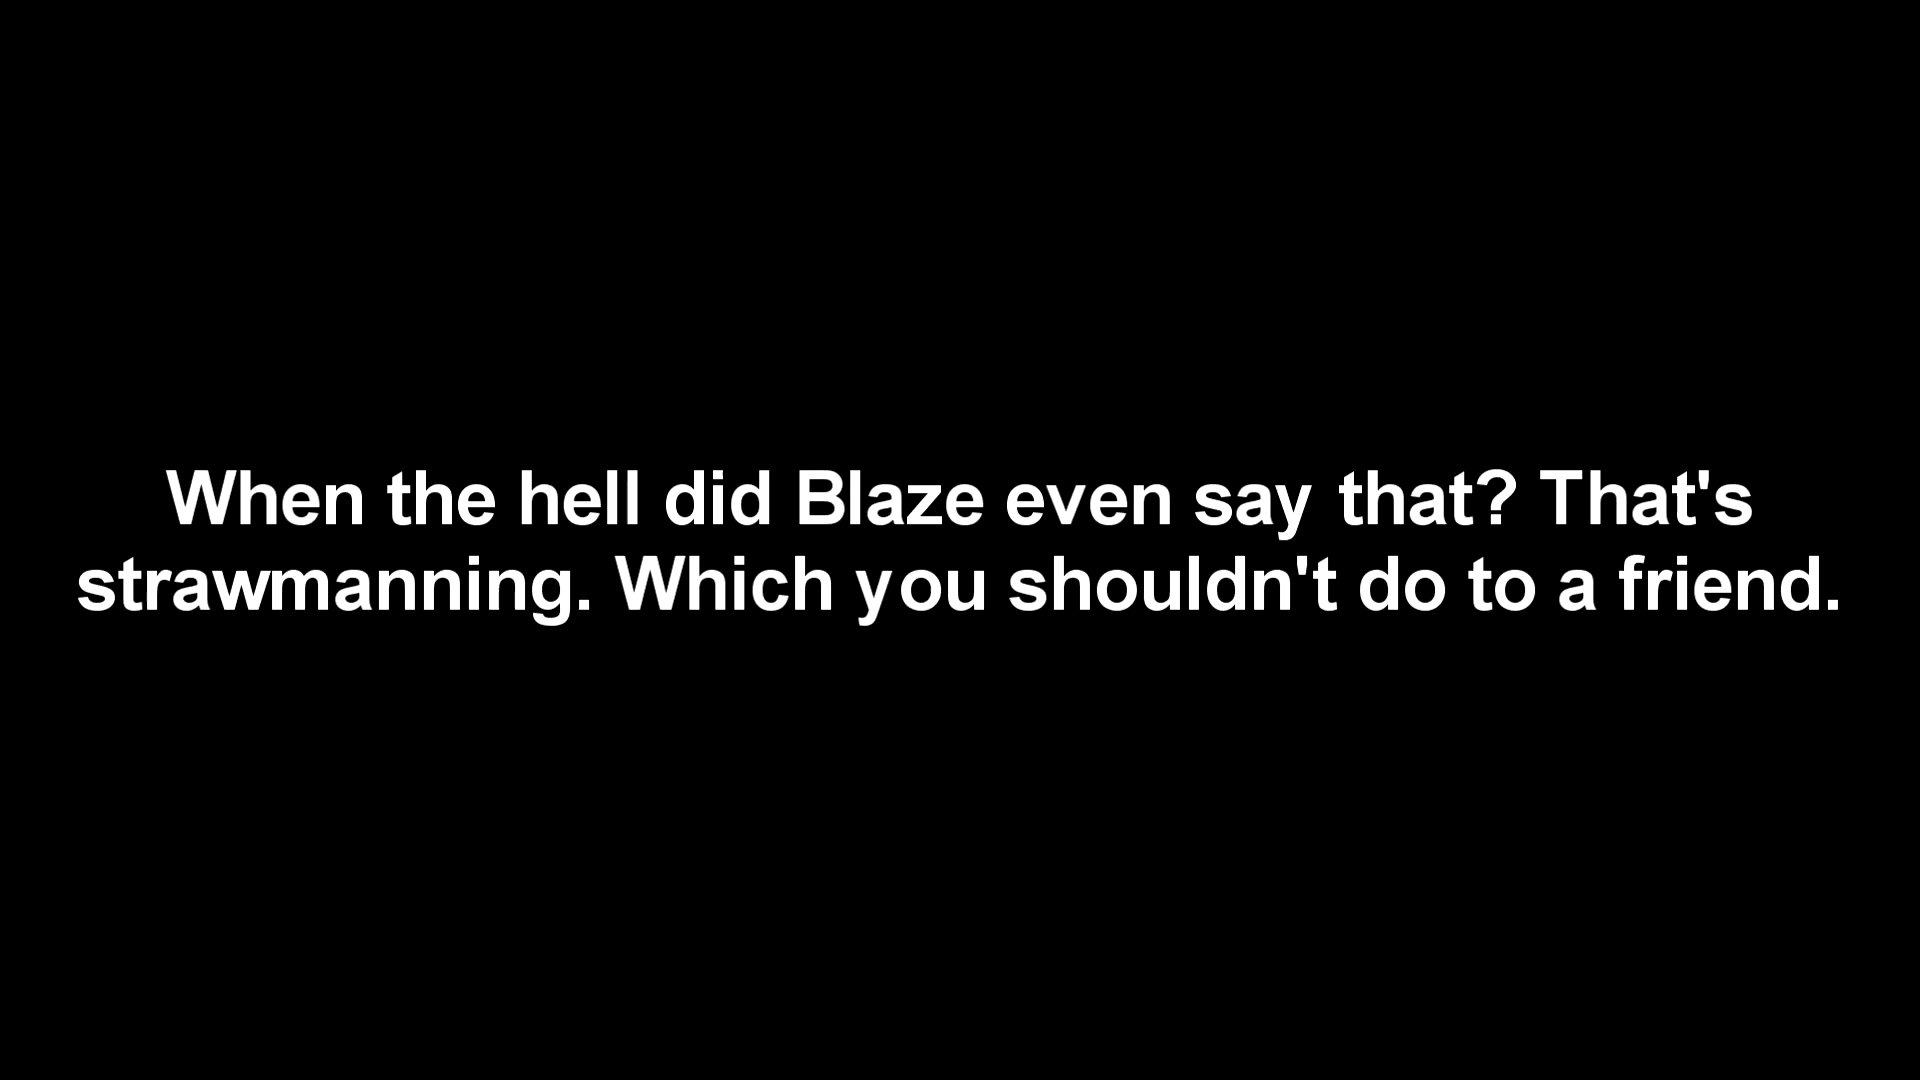 When the hell did Blaze even say that? That's
strawmanning. Which you shouldn't do to a friend.